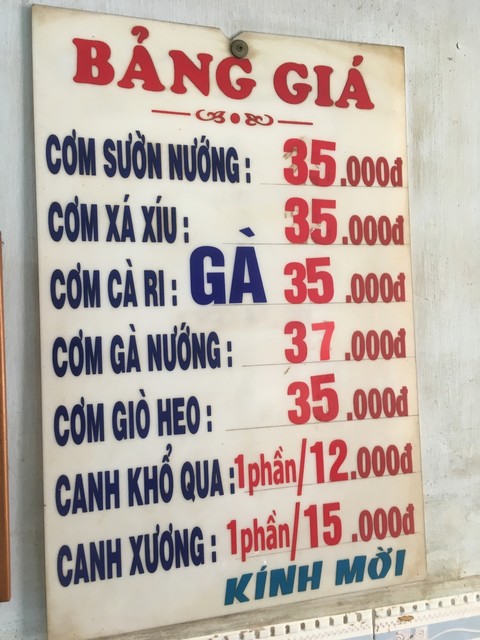 BẢNG GIÁ
CƠM SƯỜN NƯỚNG: 35.000đ
CƠM XÁ XÍU: 35.000đ
CƠM CÀ RI: GÀ 35.000đ
CƠM GÀ NƯỚNG: 37.000đ
CƠM GIÒ HEO: 35.000đ
CANH KHỔ QUA: 1phần/12.000đ
CANH XƯƠNG: 1phần/15.000đ
KÍNH MỜI